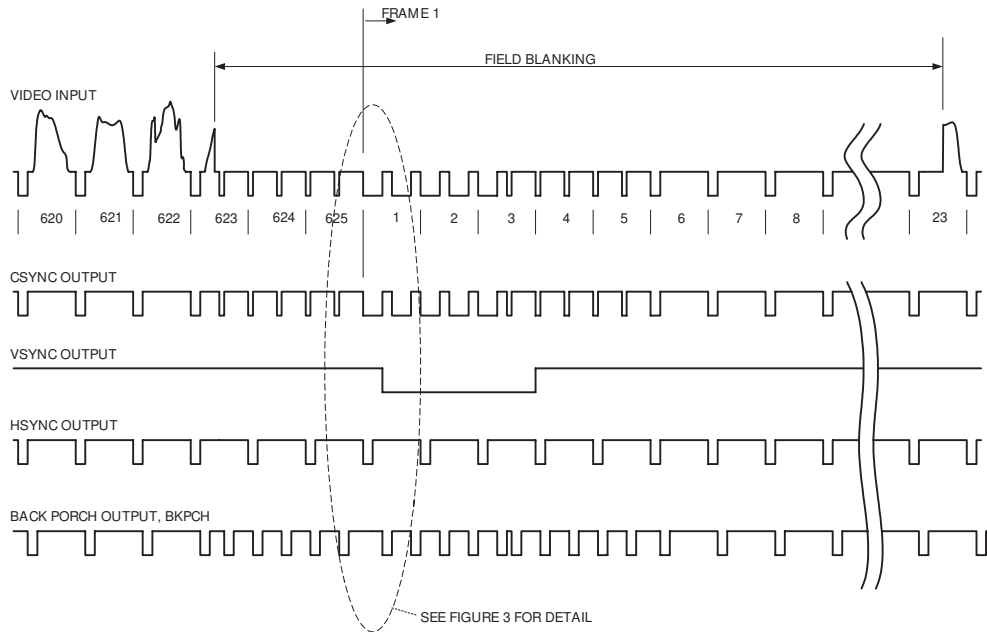 FRAME 1
FIELD BLANKING
VIDEO INPUT
620 621 622 623 624 625 1 2 3 4 5 6 7 8 23
CSYNC OUTPUT
VSYNC OUTPUT
HSYNC OUTPUT
BACK PORCH OUTPUT, BKPCH
SEE FIGURE 3 FOR DETAIL